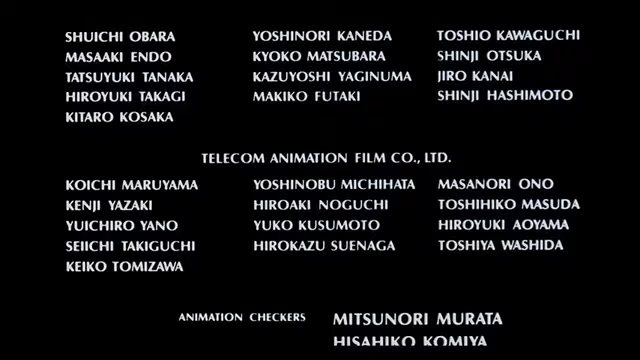 SHUICHI OBARA YOSHINORI KANEDA TOSHIO KAWAGUCHI
MASAAKI ENDO KYOKO MATSUBARA SHINJI OTSUKA
TATSUYUKI TANAKA KAZUYOSHI YAGINUMA JIRO KANAI
HIROYUKI TAKAGI MAKIKO FUTAKI SHINJI HASHIMOTO
KITARO KOSAKA
TELECOM ANIMATION FILM CO., LTD.
KOICHI MARUYAMA YOSHINOBU MICHIHATA MASANORI ONO
KENJI YAZAKI HIROAKI NOGUCHI TOSHIHIKO MASUDA
YUICHIRO YANO YUKO KUSUMOTO HIROYUKI AOYAMA
SEIICHI TAKIGUCHI HIROKAZU SUENAGA TOSHIYA WASHIDA
KEIKO TOMIZAWA
ANIMATION CHECKERS MITSUNORI MURATA
HISAHIKO KOMIYA